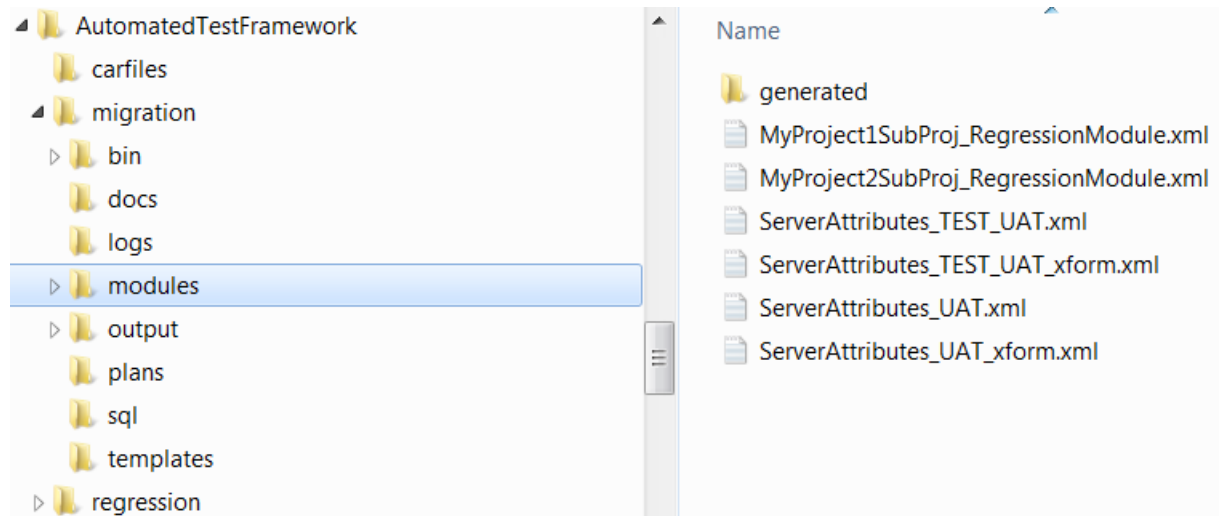 AutomatedTestFramework
carfiles
migration
bin
docs
logs
modules
output
plans
sql
templates
regression
Name
generated
MyProject1SubProj_RegressionModule.xml
MyProject2SubProj_RegressionModule.xml
ServerAttributes_TEST_UAT.xml
ServerAttributes_TEST_UAT_xform.xml
ServerAttributes_UAT.xml
ServerAttributes_UAT_xform.xml